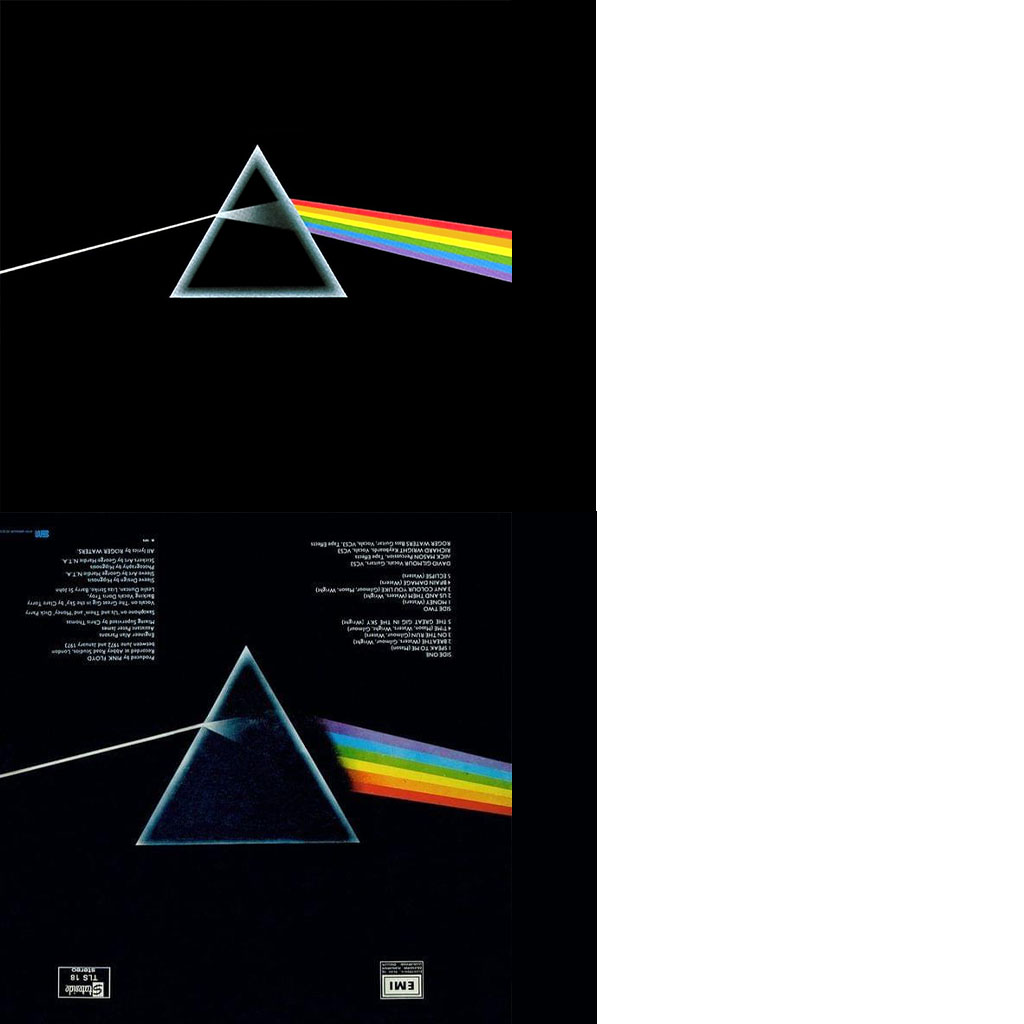 EMI
Stateside
TLS 18
stereo
SIDE ONE
1 SPEAK TO ME (Mason)
2 BREATHE (Waters, Gilmour, Wright)
3 ON THE RUN (Gilmour, Waters)
4 TIME (Mason, Waters, Wright, Gilmour)
5 THE GREAT GIG IN THE SKY (Wright)
SIDE TWO
1 MONEY (Waters)
2 US AND THEM (Waters, Wright)
3 ANY COLOUR YOU LIKE (Gilmour, Mason, Wright)
4 BRAIN DAMAGE (Waters)
5 ECLIPSE (Waters)
DAVID GILMOUR Vocals, Guitars, VCS3
NICK MASON Percussion, Tape Effects
RICHARD WRIGHT Keyboards, Vocals, VCS3
ROGER WATERS Bass Guitar, Vocals, VCS3, Tape Effects
Produced by PINK FLOYD
Recorded at Abbey Road Studios, London
between June 1972 and January 1973
Engineer Alan Parsons
Assistant Peter James
Mixing Supervised by Chris Thomas
Saxophone on 'Us and Them' and 'Money' Dick Parry
Vocals on 'The Great Gig in the Sky' by Clare Torry
Backing Vocals Doris Troy,
Leslie Duncan, Liza Strike, Barry St John
Sleeve Design by Hipgnosis
Sleeve Art by George Hardie N.T.A.
Photography by Hipgnosis
Stickers Art by George Hardie N.T.A.
All lyrics by ROGER WATERS.